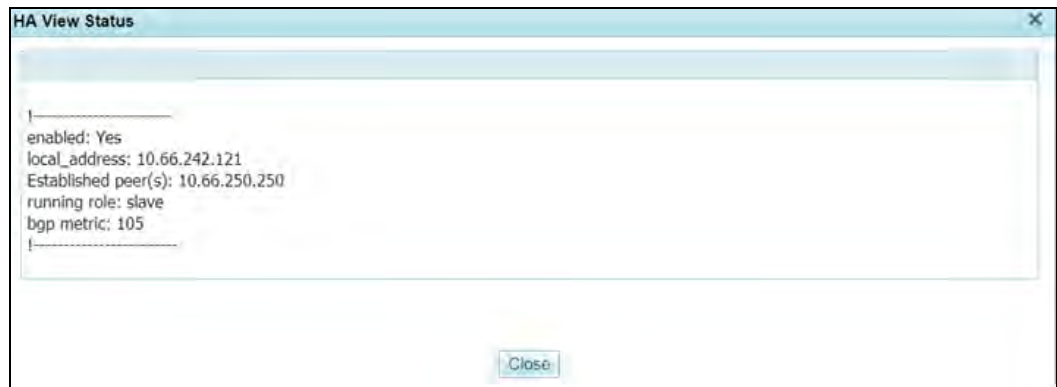 HA View Status
!-------------------------
enabled: Yes
local_address: 10.66.242.121
Established peer(s): 10.66.250.250
running role: slave
bgp metric: 105
!--------------------------
Close